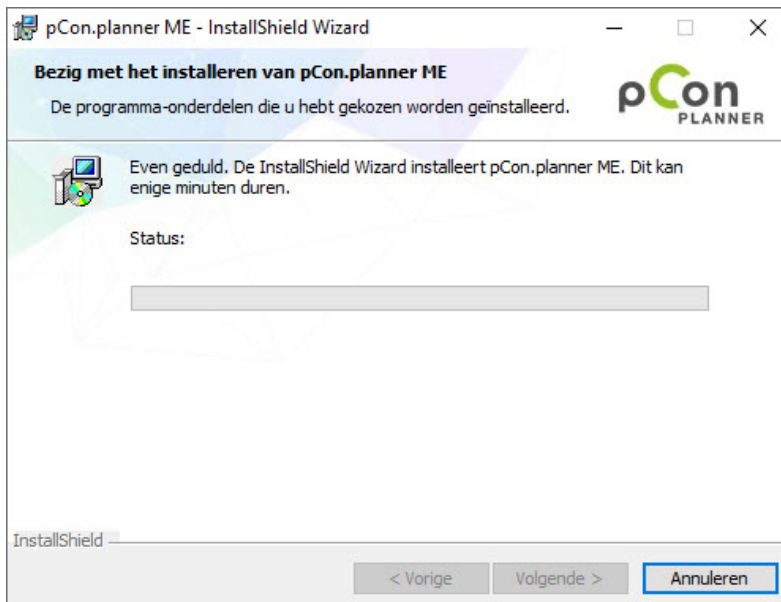 pCon.planner ME - InstallShield Wizard
Bezig met het installeren van pCon.planner ME
De programma-onderdelen die u hebt gekozen worden geïnstalleerd.
pCon
PLANNER
Even geduld. De InstallShield Wizard installeert pCon.planner ME. Dit kan
enige minuten duren.
Status:
InstallShield
< Vorige
Volgende >
Annuleren